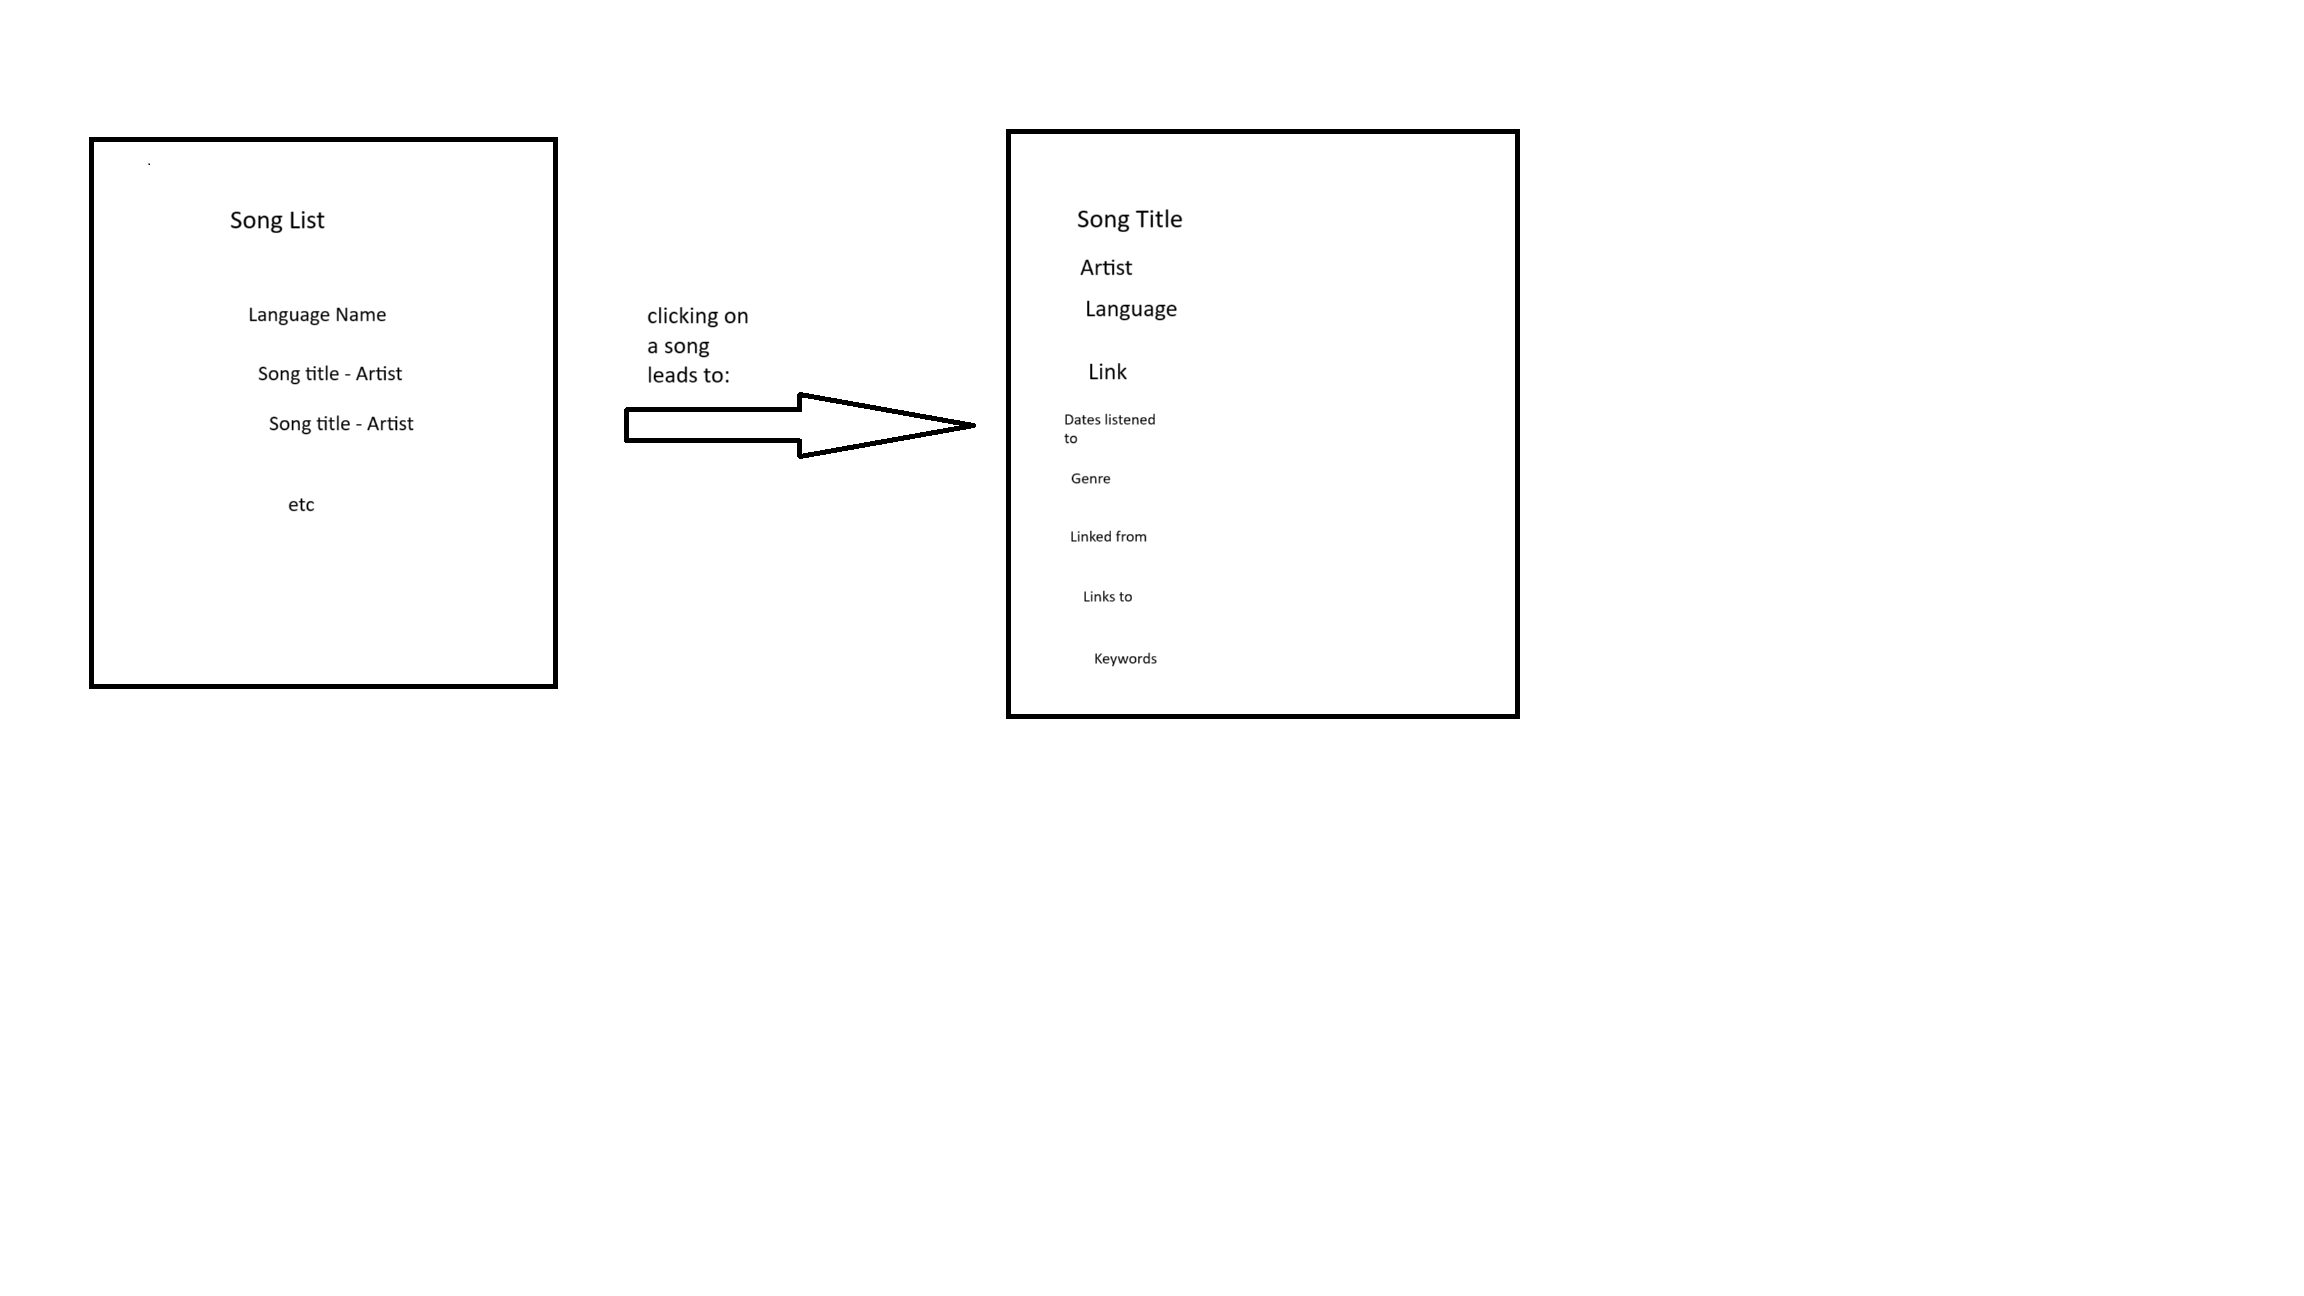 Song List
Language Name
Song title - Artist
Song title - Artist
etc
clicking on
a song
leads to:
Song Title
Artist
Language
Link
Dates listened
to
Genre
Linked from
Links to
Keywords